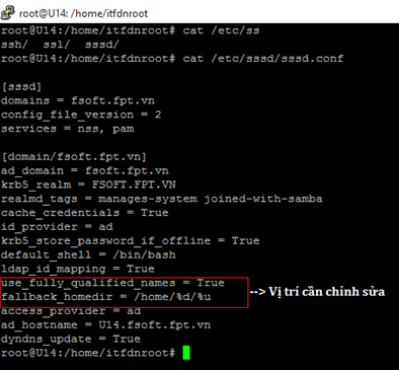 root@U14: /home/itfdnroot
root@U14:/home/itfdnroot# cat /etc/ss
ssh/ ssl/ sssd/
root@U14:/home/itfdnroot# cat /etc/sssd/sssd.conf
[sssd]
domains = fsoft.fpt.vn
config_file_version = 2
services = nss, pam
[domain/fsoft.fpt.vn]
ad_domain = fsoft.fpt.vn
krb5_realm = FSOFT.FPT.VN
realmd_tags = manages-system joined-with-samba
cache_credentials = True
id_provider = ad
krb5_store_password_if_offline = True
default_shell = /bin/bash
ldap_id_mapping = True
use_fully_qualified_names = True
fallback_homedir = /home/%d/%u
--> Vị trí cần chỉnh sửa
access_provider = ad
ad_hostname = U14.fsoft.fpt.vn
dyndns_update = True
root@U14:/home/itfdnroot#